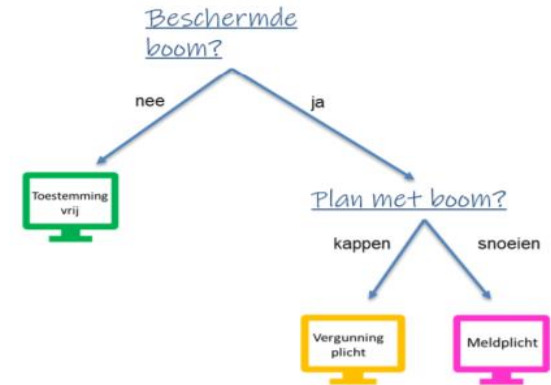 Beschermde
boom?
nee
ja
Toestemming
vrij
Plan met boom?
kappen
snoeien
Vergunning
plicht
Meldplicht